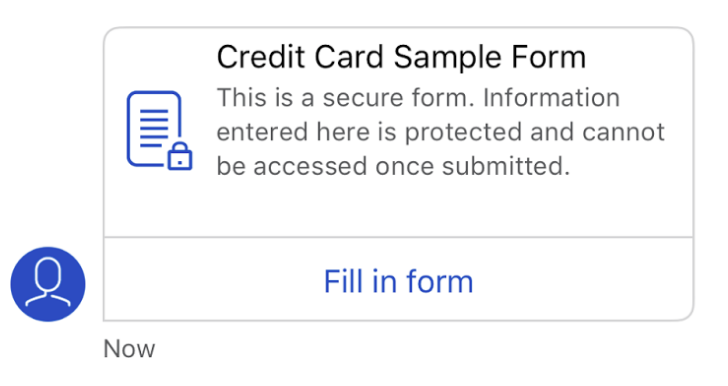 Credit Card Sample Form
This is a secure form. Information
entered here is protected and cannot
be accessed once submitted.
Fill in form
Now